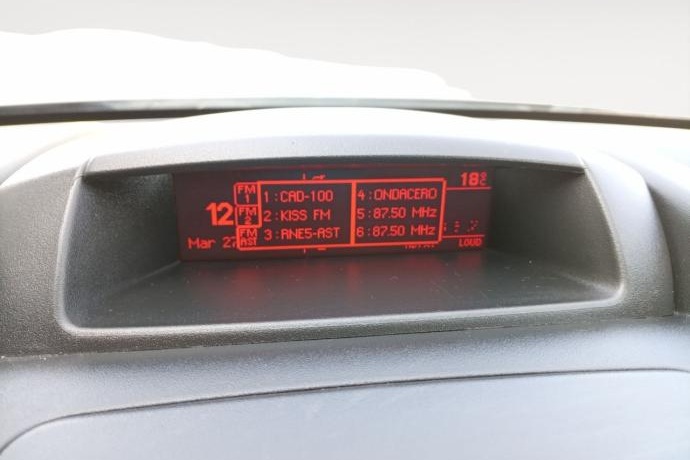 18°C
FM 1
FM 2
FM AST
1:CAD-100
2:KISS FM
3:RNE5-AST
4:ONDACERO
5:87.50 MHz
6:87.50 MHz
12
Mar 27
LOUD